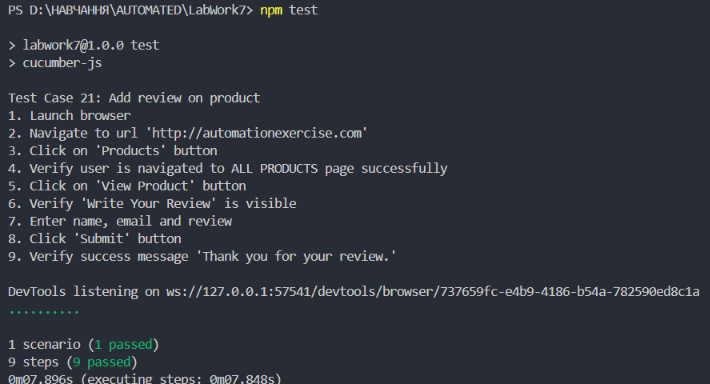 PS D:\НАВЧАННЯ\AUTOMATED\LabWork7> npm test
> labwork7@1.0.0 test
> cucumber-js
Test Case 21: Add review on product
1. Launch browser
2. Navigate to url 'http://automationexercise.com'
3. Click on 'Products' button
4. Verify user is navigated to ALL PRODUCTS page successfully
5. Click on 'View Product' button
6. Verify 'Write Your Review' is visible
7. Enter name, email and review
8. Click 'Submit' button
9. Verify success message 'Thank you for your review.'
DevTools listening on ws://127.0.0.1:57541/devtools/browser/737659fc-e4b9-4186-b54a-782590ed8c1a
..........
1 scenario (1 passed)
9 steps (9 passed)
0m07.896s (executing steps: 0m07.848s)